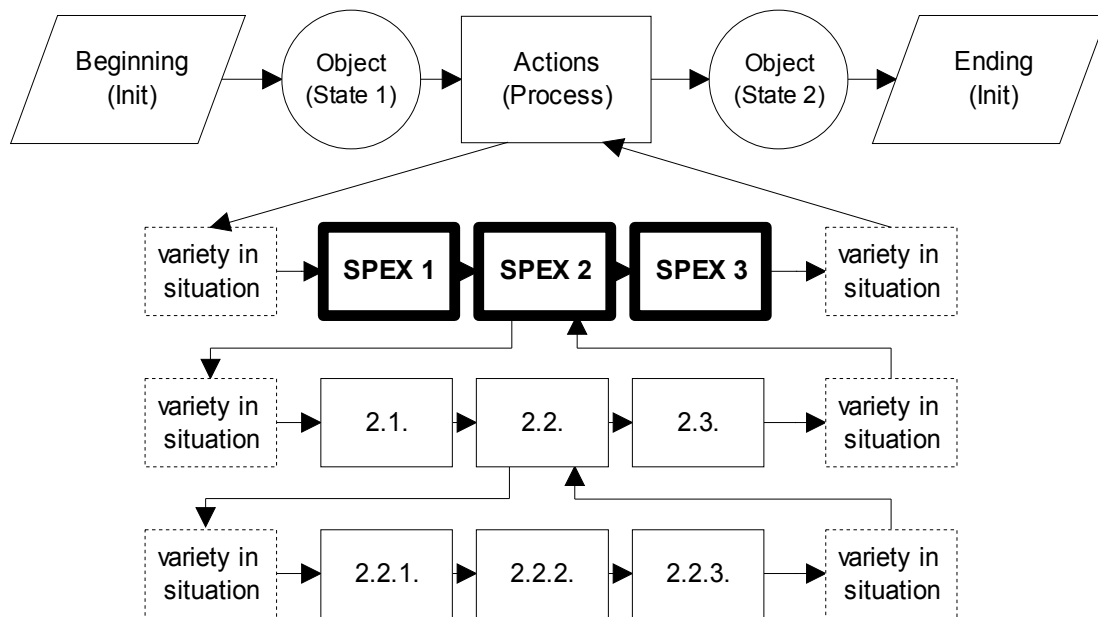 Beginning
(Init)
Object
(State 1)
Actions
(Process)
Object
(State 2)
Ending
(Init)
variety in
situation
SPEX 1
SPEX 2
SPEX 3
variety in
situation
variety in
situation
2.1.
2.2.
2.3.
variety in
situation
variety in
situation
2.2.1.
2.2.2.
2.2.3.
variety in
situation